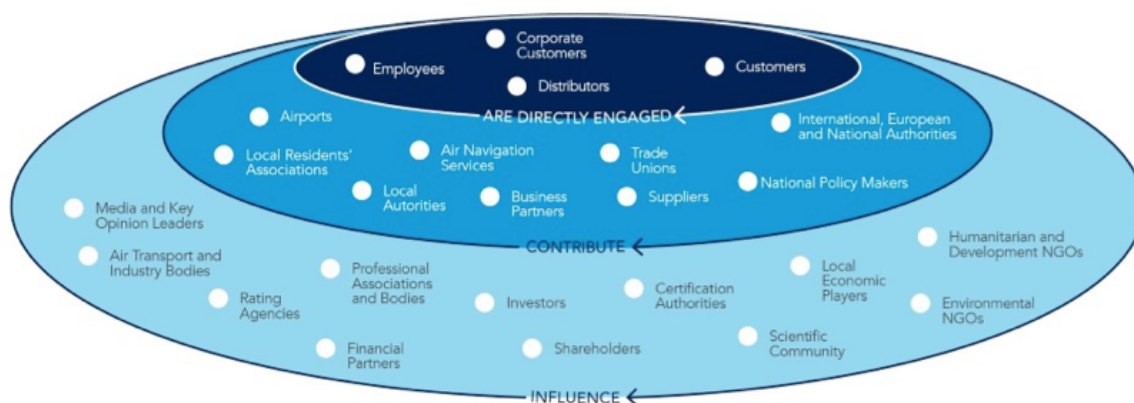 Corporate
Customers
Employees
Customers
Distributors
ARE DIRECTLY ENGAGED
Airports
International, European
and National Authorities
Local Residents'
Associations
Air Navigation
Services
Trade
Unions
Local
Autorities
Business
Partners
Suppliers
National Policy Makers
CONTRIBUTE
Media and Key
Opinion Leaders
Air Transport and
Industry Bodies
Professional
Associations
and Bodies
Rating
Agencies
Investors
Certification
Authorities
Local
Economic
Players
Humanitarian and
Development NGOs
Environmental
NGOs
Financial
Partners
Shareholders
Scientific
Community
INFLUENCE